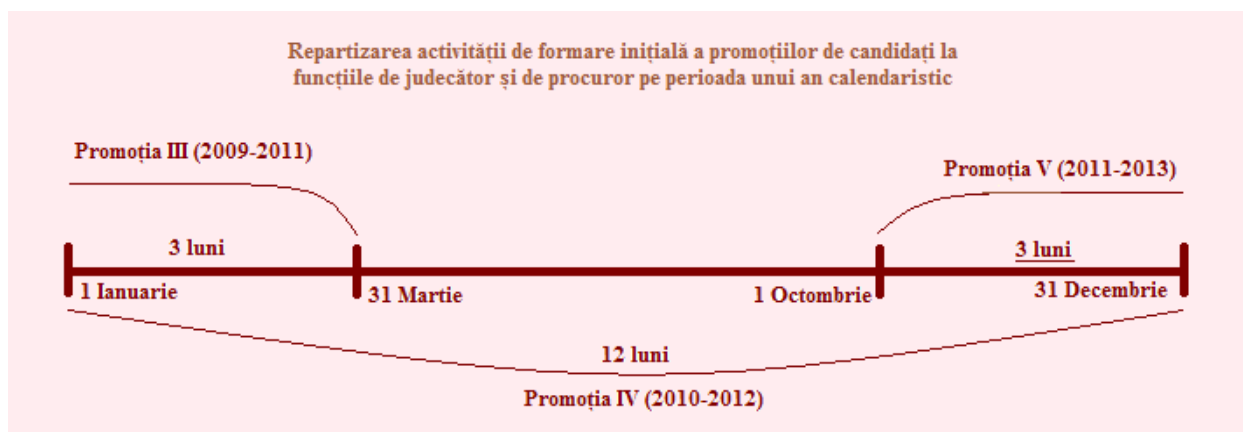 Repartizarea activității de formare inițială a promoțiilor de candidați la
funcțiile de judecător și de procuror pe perioada unui an calendaristic
Promoția III (2009-2011)
Promoția V (2011-2013)
3 luni
3 luni
1 Ianuarie
31 Martie
1 Octombrie
31 Decembrie
12 luni
Promoția IV (2010-2012)